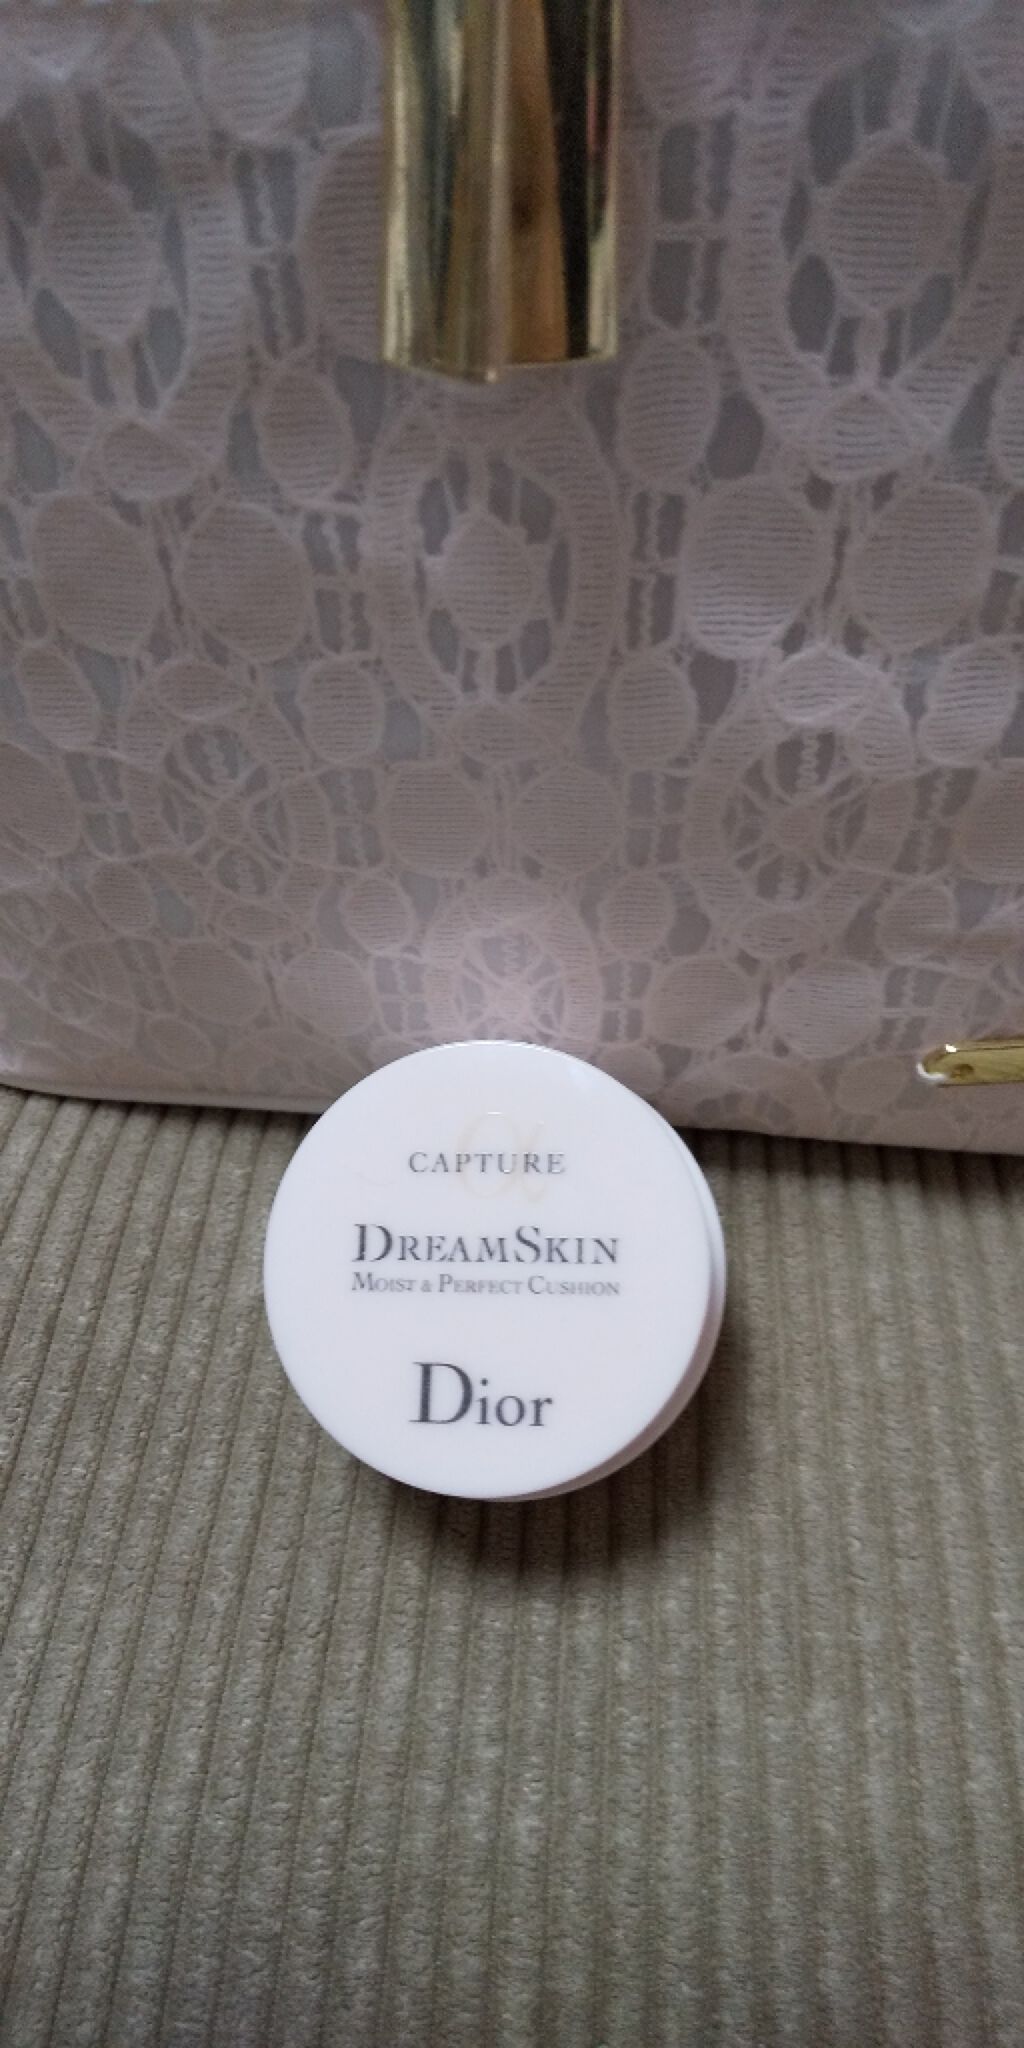 CAPTURE
DREAMSKIN
MOIST & PERFECT CUSHION
Dior